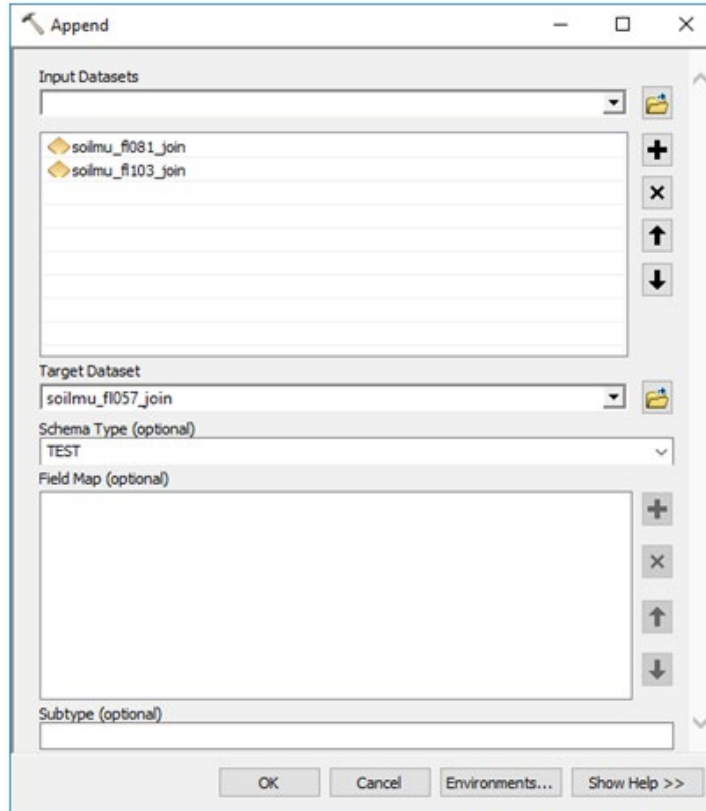 Append
Input Datasets
soilmu_fl081_join
soilmu_fl103_join
Target Dataset
soilmu_fl057_join
Schema Type (optional)
TEST
Field Map (optional)
Subtype (optional)
OK Cancel Environments... Show Help >>